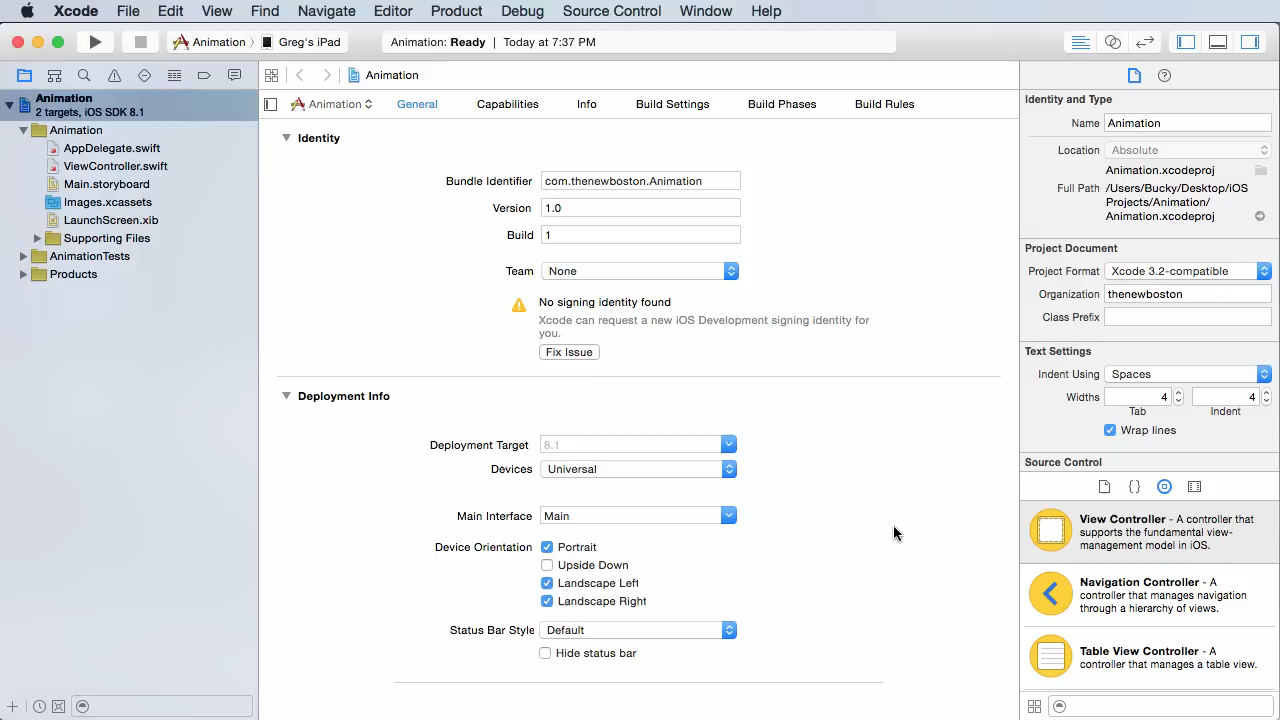 Xcode File Edit View Find Navigate Editor Product Debug Source Control Window Help
Animation Greg's iPad Animation: Ready | Today at 7:37 PM
Animation
2 targets, iOS SDK 8.1
Animation
AppDelegate.swift
ViewController.swift
Main.storyboard
Images.xcassets
LaunchScreen.xib
Supporting Files
AnimationTests
Products
Animation
Animation General Capabilities Info Build Settings Build Phases Build Rules
Identity
Bundle Identifier com.thenewboston.Animation
Version 1.0
Build 1
Team None
No signing identity found
Xcode can request a new iOS Development signing identity for
you.
Fix Issue
Deployment Info
Deployment Target 8.1
Devices Universal
Main Interface Main
Device Orientation Portrait
Upside Down
Landscape Left
Landscape Right
Status Bar Style Default
Hide status bar
Identity and Type
Name Animation
Location Absolute
Animation.xcodeproj
Full Path /Users/Bucky/Desktop/iOS
Projects/Animation/
Animation.xcodeproj
Project Document
Project Format Xcode 3.2-compatible
Organization thenewboston
Class Prefix
Text Settings
Indent Using Spaces
Widths 4 4
Tab Indent
Wrap lines
Source Control
View Controller - A controller that
supports the fundamental view-
management model in iOS.
Navigation Controller - A
controller that manages navigation
through a hierarchy of views.
Table View Controller - A
controller that manages a table view.